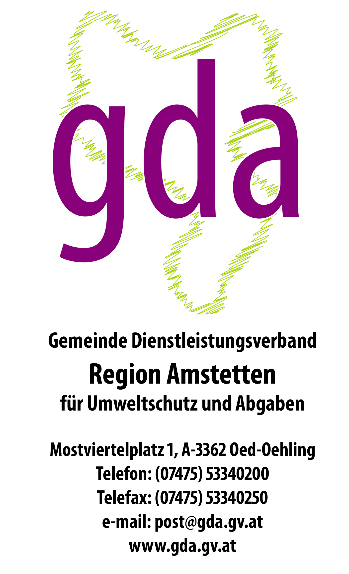 gda
Gemeinde Dienstleistungsverband
Region Amstetten
für Umweltschutz und Abgaben
Mostviertelplatz 1, A-3362 Oed-Oehling
Telefon: (07475) 53340200
Telefax: (07475) 53340250
e-mail: post@gda.gv.at
www.gda.gv.at